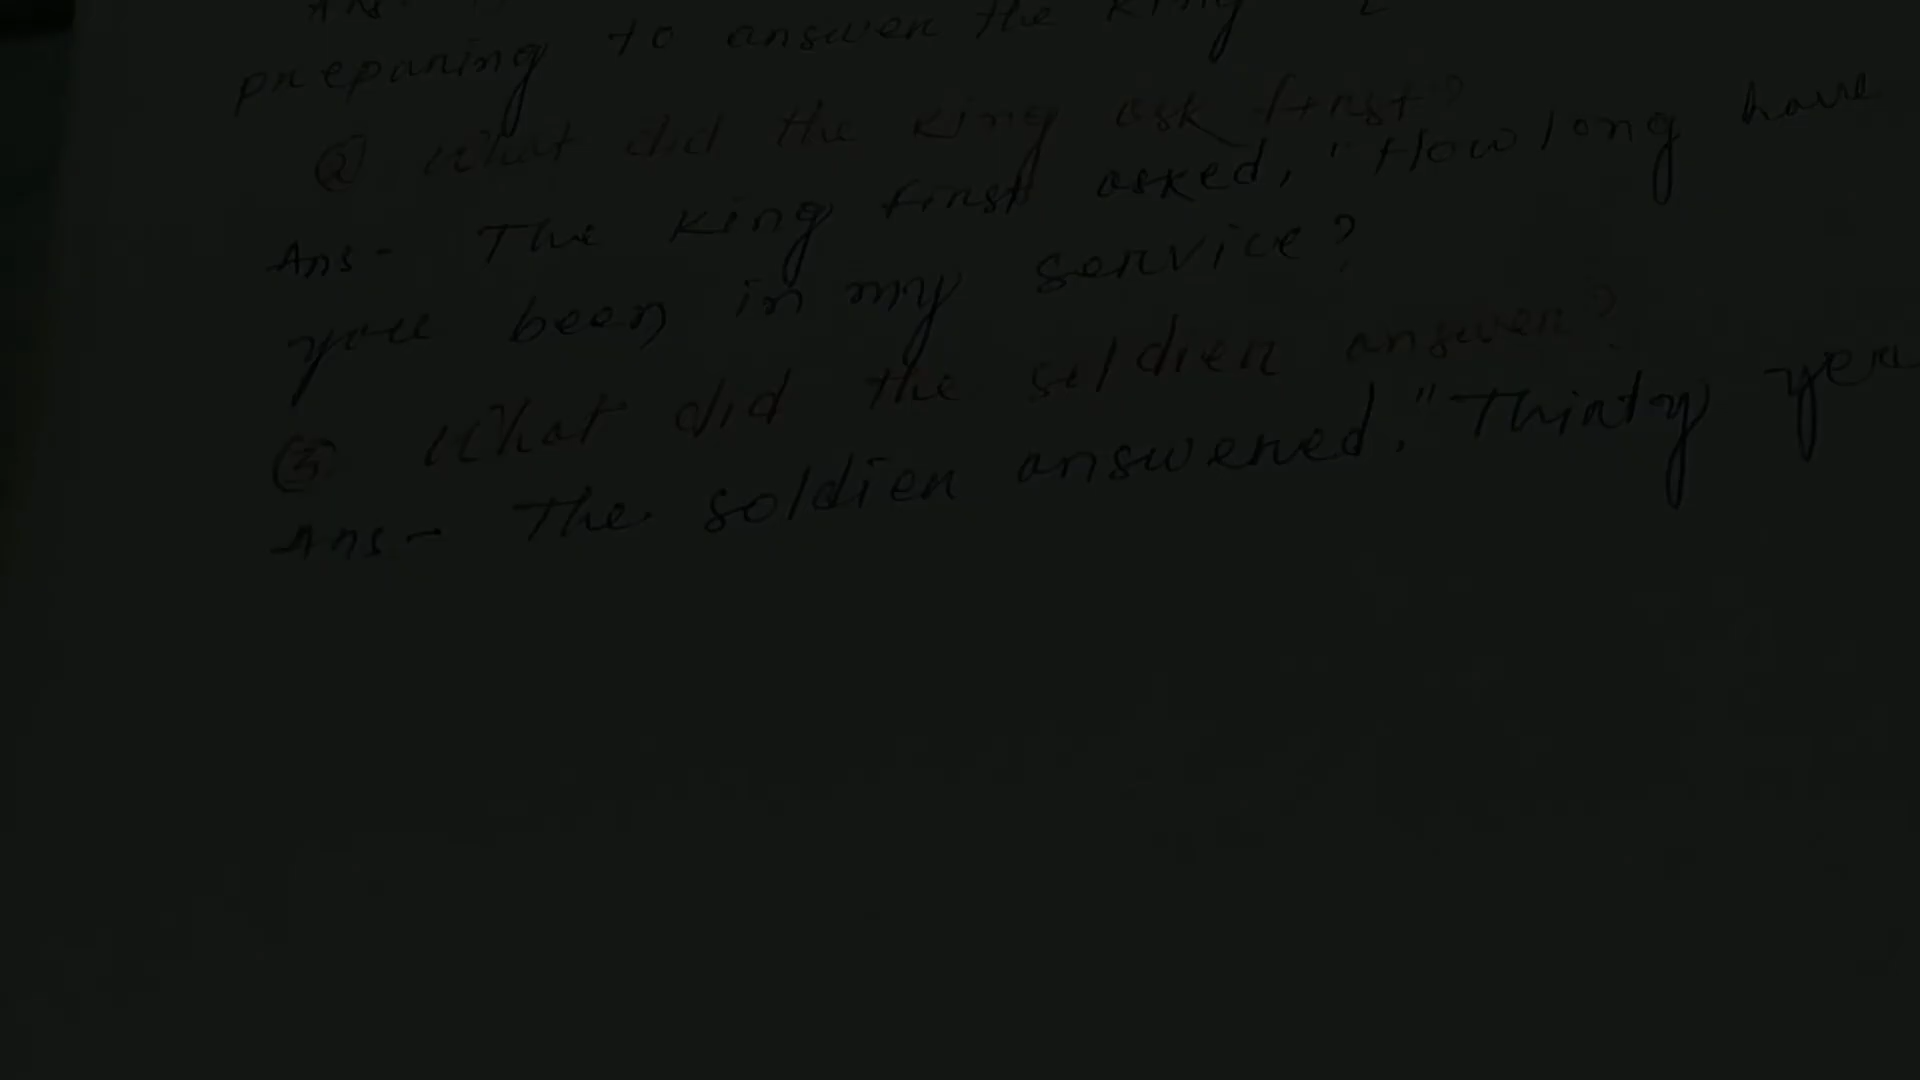 Ans-
preparing to answer the King
② What did the King ask first?
Ans- The King first asked, "How long have
you been in my service?
③ What did the soldier answer?
Ans- The soldier answered, "Thirty